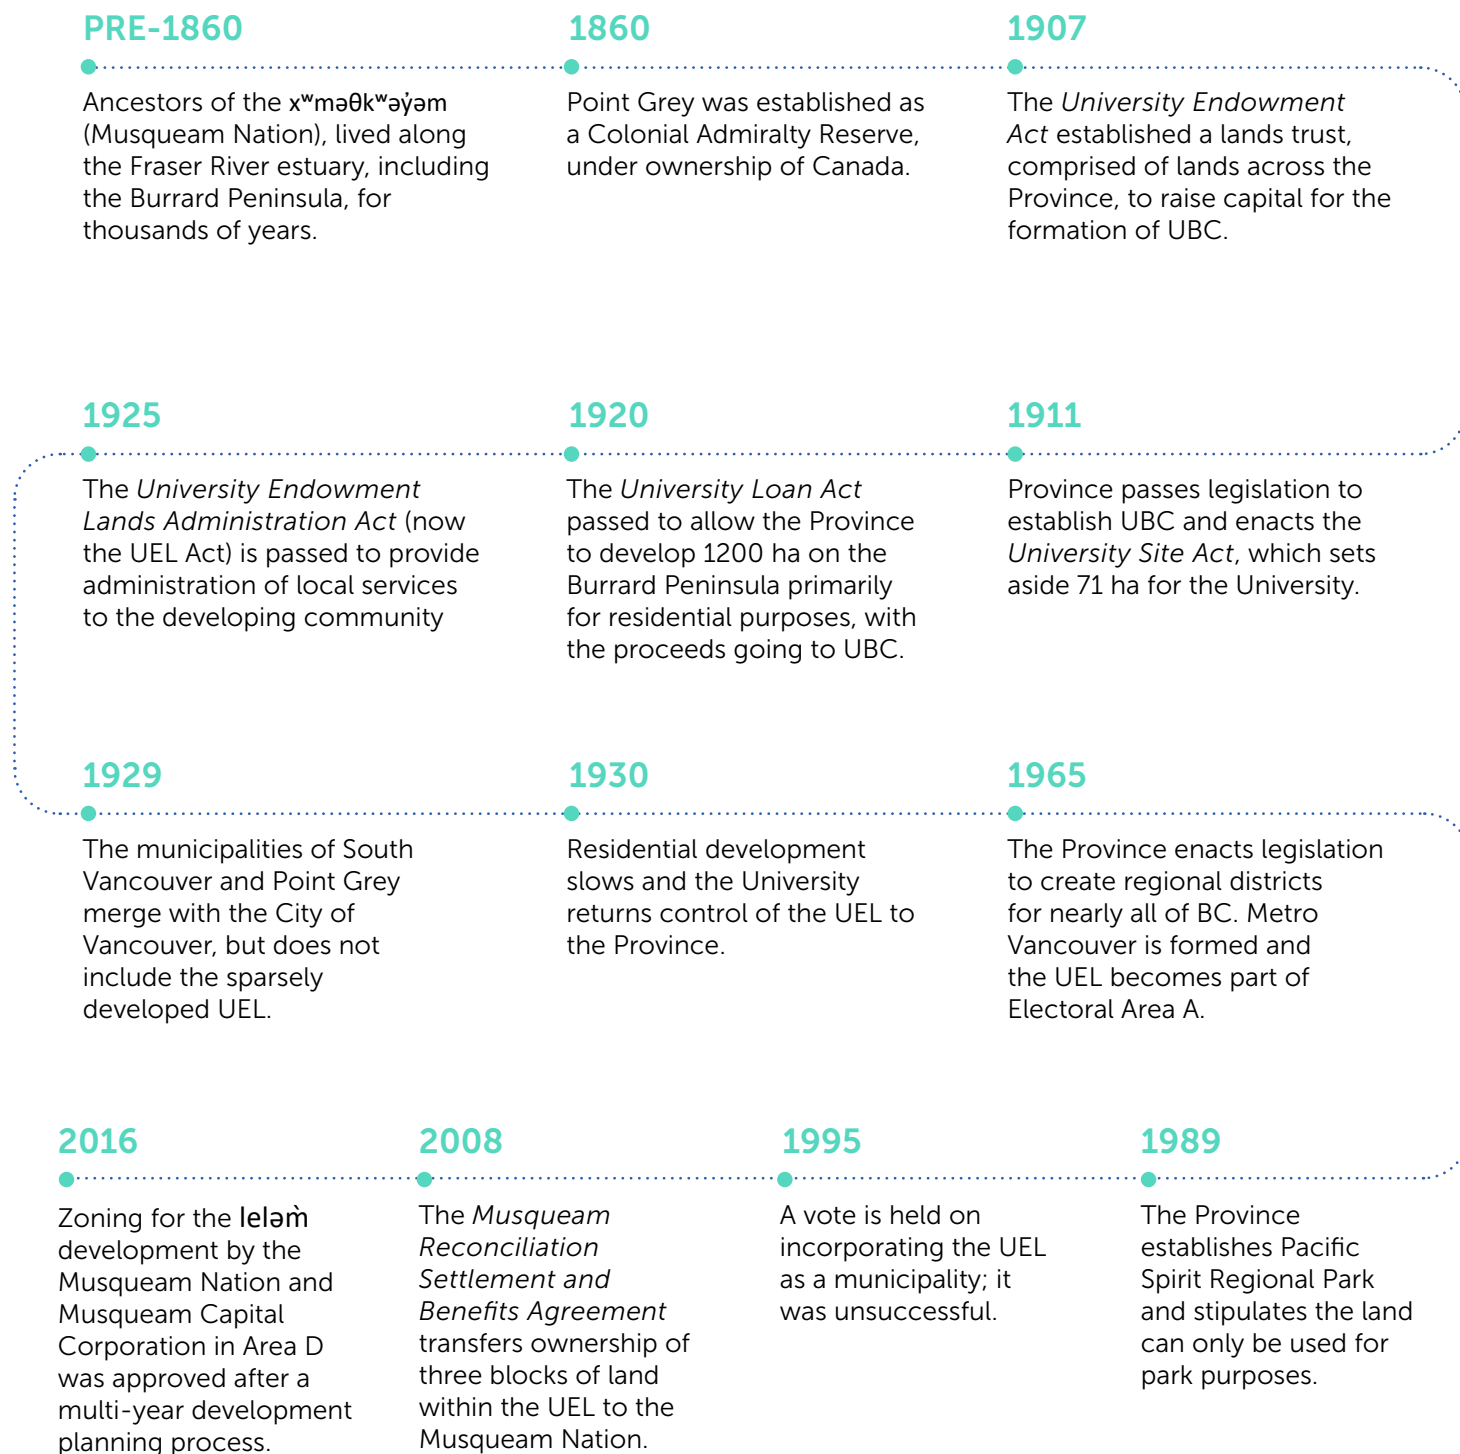 PRE-1860
Ancestors of the xʷməθkʷəy̓əm
(Musqueam Nation), lived along
the Fraser River estuary, including
the Burrard Peninsula, for
thousands of years.
1860
Point Grey was established as
a Colonial Admiralty Reserve,
under ownership of Canada.
1907
The University Endowment
Act established a lands trust,
comprised of lands across the
Province, to raise capital for the
formation of UBC.
1911
Province passes legislation to
establish UBC and enacts the
University Site Act, which sets
aside 71 ha for the University.
1920
The University Loan Act
passed to allow the Province
to develop 1200 ha on the
Burrard Peninsula primarily
for residential purposes, with
the proceeds going to UBC.
1925
The University Endowment
Lands Administration Act (now
the UEL Act) is passed to provide
administration of local services
to the developing community
1929
The municipalities of South
Vancouver and Point Grey
merge with the City of
Vancouver, but does not
include the sparsely
developed UEL.
1930
Residential development
slows and the University
returns control of the UEL to
the Province.
1965
The Province enacts legislation
to create regional districts
for nearly all of BC. Metro
Vancouver is formed and
the UEL becomes part of
Electoral Area A.
1989
The Province
establishes Pacific
Spirit Regional Park
and stipulates the land
can only be used for
park purposes.
1995
A vote is held on
incorporating the UEL
as a municipality; it
was unsuccessful.
2008
The Musqueam
Reconciliation
Settlement and
Benefits Agreement
transfers ownership of
three blocks of land
within the UEL to the
Musqueam Nation.
2016
Zoning for the leləm̀
development by the
Musqueam Nation and
Musqueam Capital
Corporation in Area D
was approved after a
multi-year development
planning process.